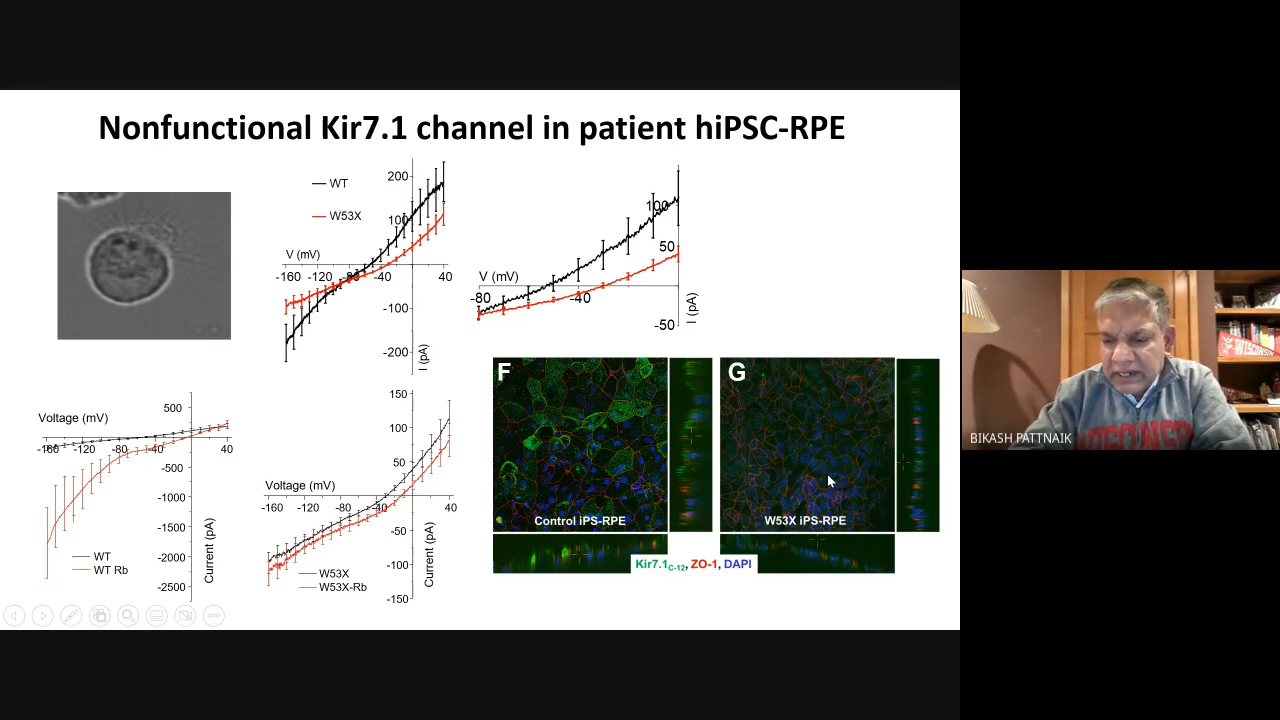 Nonfunctional Kir7.1 channel in patient hiPSC-RPE
WT
W53X
200
100
V (mV)
-160 -120 -80 -40 40
-100
-200
I (pA)
100
50
V (mV)
-80 -40
-50
I (pA)
Voltage (mV)
500
-160 -120 -80 -40 40
-500
-1000
-1500
-2000
-2500
Current (pA)
WT
WT Rb
150
100
50
Voltage (mV)
-160 -120 -80 -40 40
-50
-100
-150
Current (pA)
W53X
W53X-Rb
F
Control iPS-RPE
G
W53X iPS-RPE
Kir7.1C-12, ZO-1, DAPI
WISCONSIN
BIKASH PATTNAIK